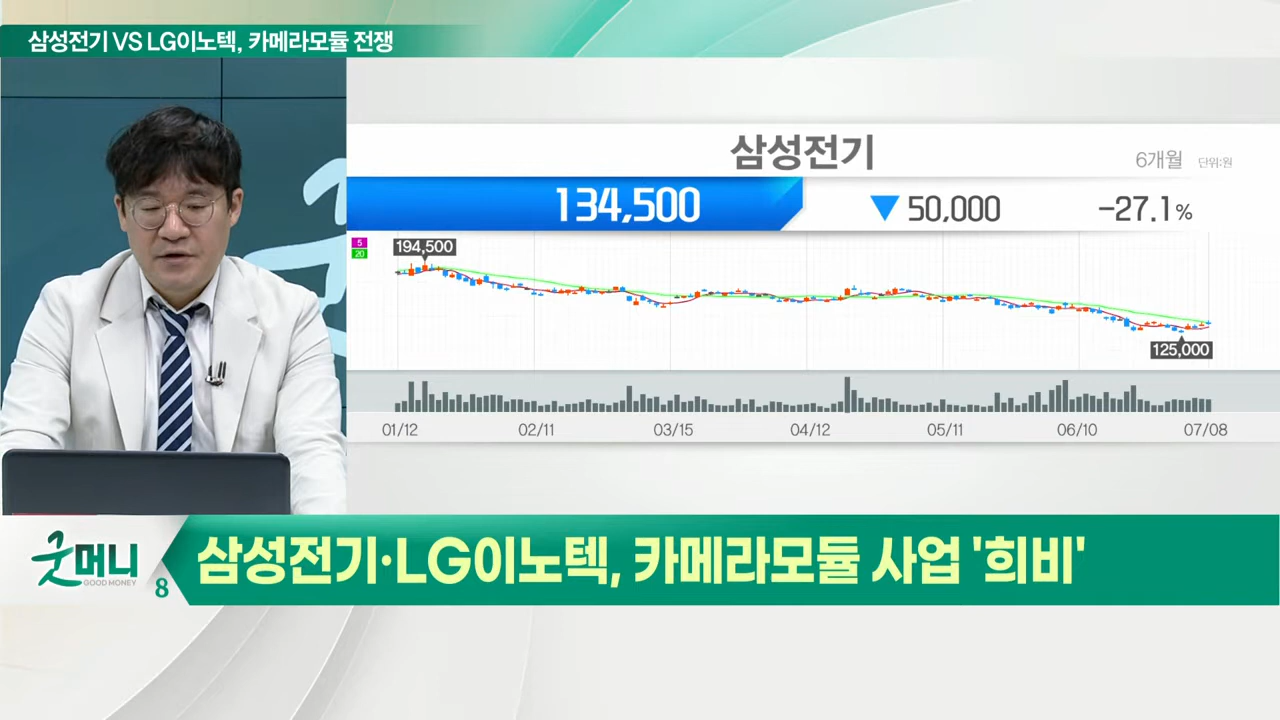 삼성전기 VS LG이노텍, 카메라모듈 전쟁
삼성전기
6개월 단위:원
134,500 ▼50,000 -27.1%
5
20
194,500
125,000
01/12 02/11 03/15 04/12 05/11 06/10 07/08
굿머니
GOOD MONEY
8
삼성전기·LG이노텍, 카메라모듈 사업 '희비'